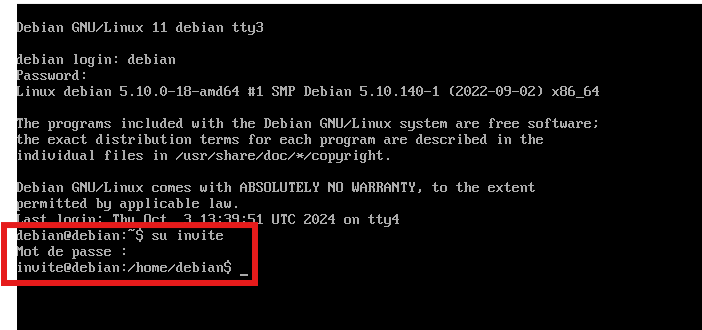 Debian GNU/Linux 11 debian tty3
debian login: debian
Password:
Linux debian 5.10.0-18-amd64 #1 SMP Debian 5.10.140-1 (2022-09-02) x86_64
The programs included with the Debian GNU/Linux system are free software;
the exact distribution terms for each program are described in the
individual files in /usr/share/doc/*/copyright.
Debian GNU/Linux comes with ABSOLUTELY NO WARRANTY, to the extent
permitted by applicable law.
Last login: Thu Oct  3 13:39:51 UTC 2024 on tty4
debian@debian:~$ su invite
Mot de passe :
invite@debian:/home/debian$ _